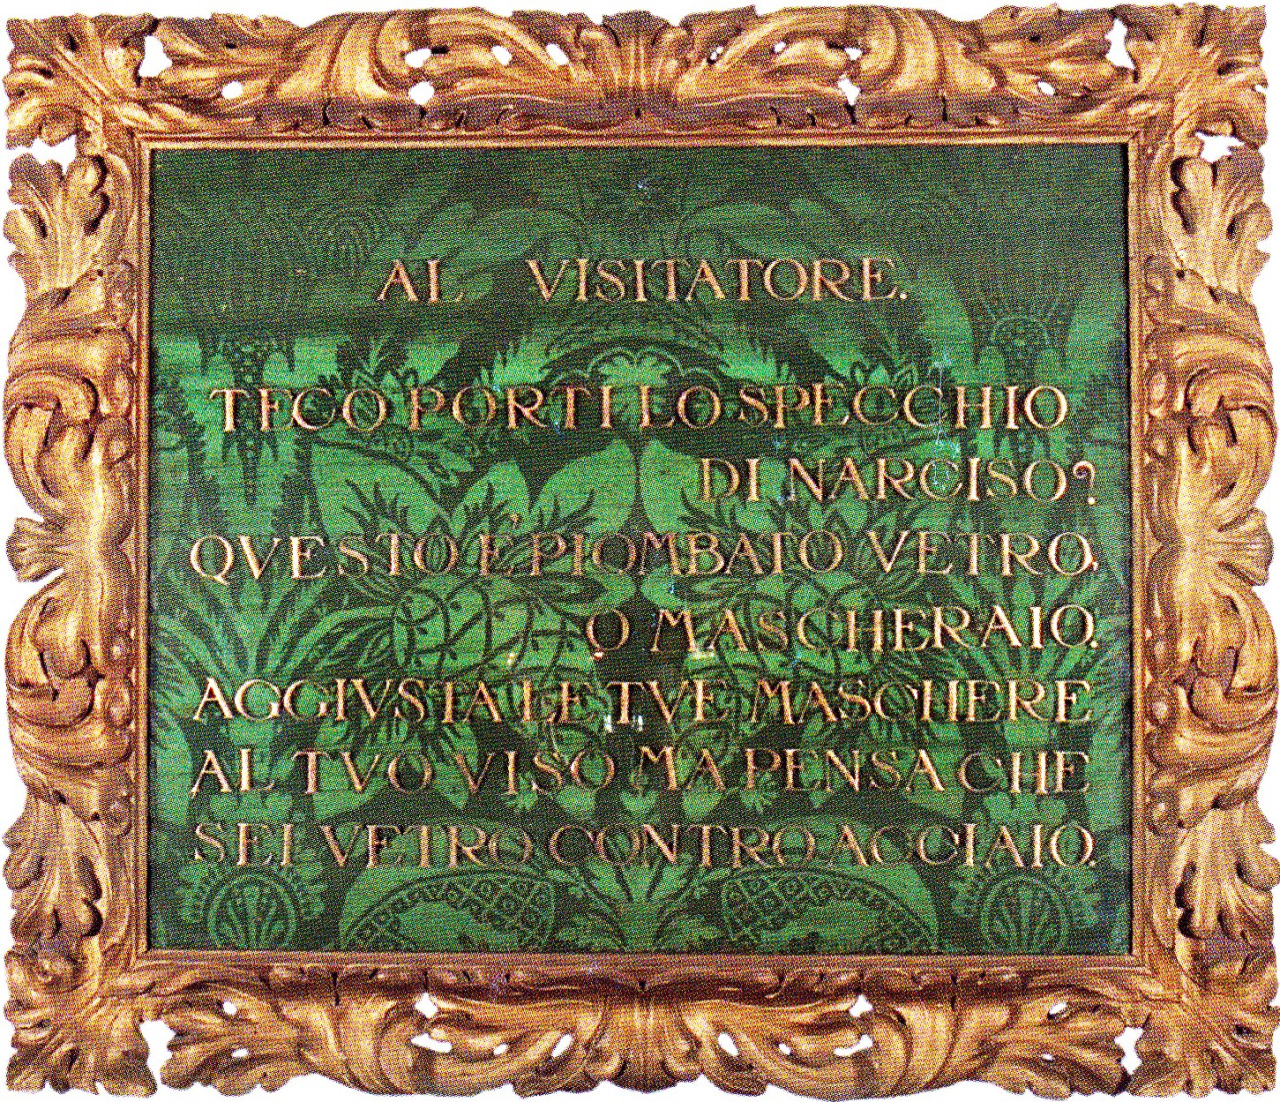 AL VISITATORE.
TECO PORTI LO SPECCHIO
DI NARCISO?
QVESTO È PIOMBATO VETRO,
O MASCHERAIO.
AGGIVSTA LE TVE MASCHERE
AL TVO VISO MA PENSA CHE
SEI VETRO CONTRO ACCIAIO.